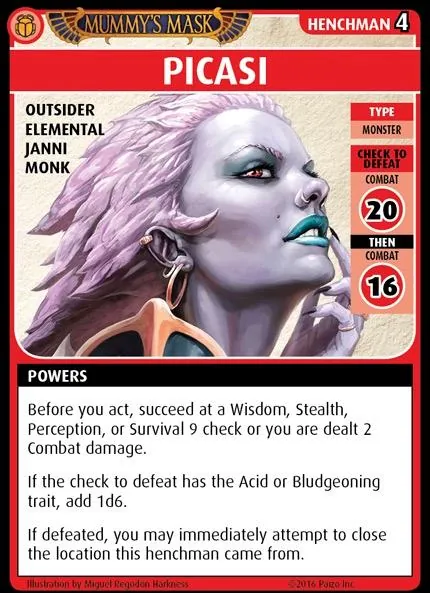 MUMMY'S MASK
HENCHMAN 4
PICASI
OUTSIDER
ELEMENTAL
JANNI
MONK
TYPE
MONSTER
CHECK TO
DEFEAT
COMBAT
20
THEN
COMBAT
16
POWERS
Before you act, succeed at a Wisdom, Stealth,
Perception, or Survival 9 check or you are dealt 2
Combat damage.
If the check to defeat has the Acid or Bludgeoning
trait, add 1d6.
If defeated, you may immediately attempt to close
the location this henchman came from.
Illustration by Miguel Regodon Harkness
©2016 Paizo Inc.